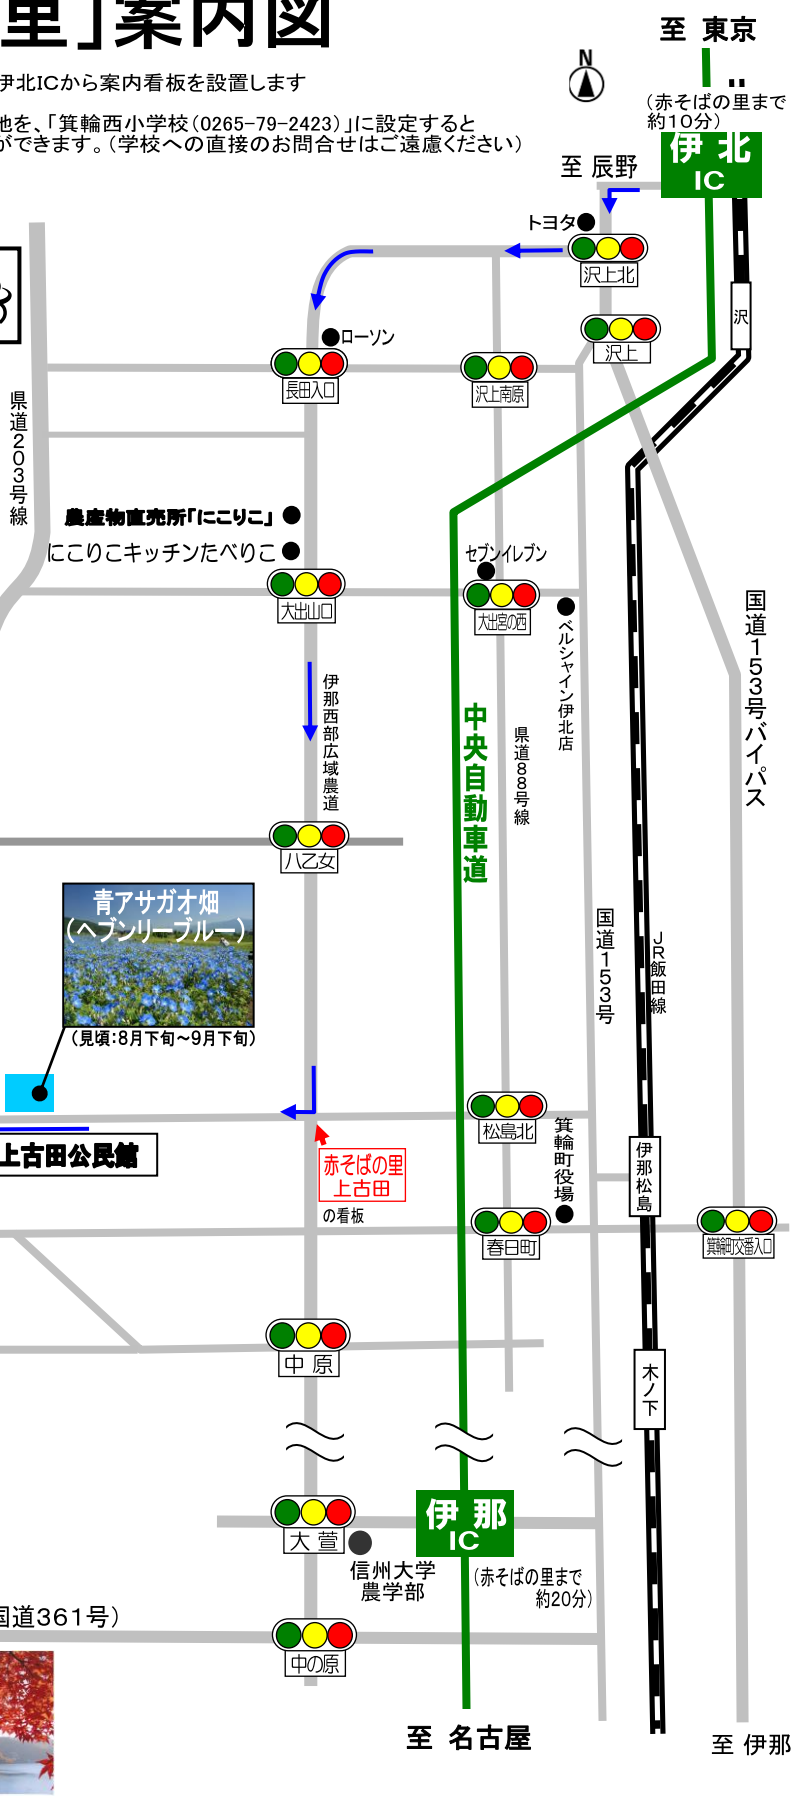 里」案内図
至 東京
N
伊北ICから案内看板を設置します
(赤そばの里まで
約10分)
地を、「箕輪西小学校(0265-79-2423)」に設定すると
ができます。(学校への直接のお問合せはご遠慮ください)
伊 北
IC
至 辰野
トヨタ
沢上北
沢
沢上
ローソン
長田入口
沢上南原
県道203号線
農産物直売所「にこりこ」
にこりこキッチンたべりこ
セブンイレブン
大出山口
大出宮の西
ベルシャイン伊北店
国道153号バイパス
伊那西部広域農道
中央自動車道
県道88号線
八乙女
青アサガオ畑
(ヘブンリーブルー)
(見頃:8月下旬~9月下旬)
国道153号
JR飯田線
上古田公民館
松島北
箕輪町役場
伊那松島
赤そばの里
上古田
の看板
春日町
箕輪町交番入口
中 原
木ノ下
大 萱
伊 那
IC
信州大学
農学部
(赤そばの里まで
約20分)
国道361号)
中の原
至 名古屋
至 伊那